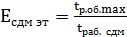 Eсдм эт = tр.об.max / tраб. сдм